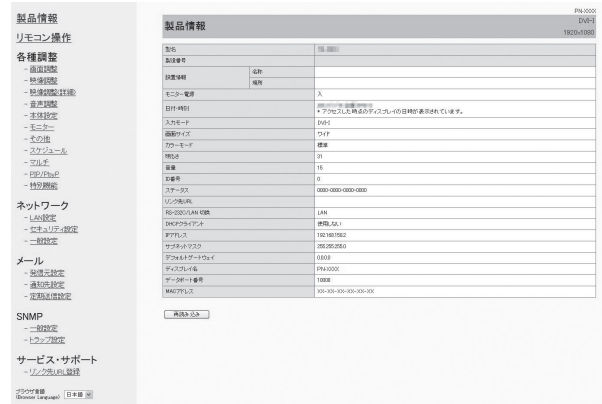 製品情報
リモコン操作
各種調整
- 画面調整
- 映像調整
- 映像調整(詳細)
- 音声調整
- 本体設定
- モニター
- その他
- スケジュール
- マルチ
- PIP/PbyP
- 特別機能
ネットワーク
- LAN設定
- セキュリティ設定
- 一般設定
メール
- 発信元設定
- 通知先設定
- 定期送信設定
SNMP
- 一般設定
- トラップ設定
サービス・サポート
- リンク先URL登録
ブラウザ言語
(Browser Language) 日本語
PN-XXXX
製品情報
DVI-I
1920x1080
型名
製造番号
設置情報 名称
場所
モニター電源 入
日付・時刻
* アクセスした時点のディスプレイの日時が表示されています。
入力モード DVI-I
画面サイズ ワイド
カラーモード 標準
明るさ 31
音量 15
ID番号 0
ステータス 0000-0000-0000-0000
リンク先URL
RS-232C/LAN 切換 LAN
DHCPクライアント 使用しない
IPアドレス 192.168.150.2
サブネットマスク 255.255.255.0
デフォルトゲートウェイ 0.0.0.0
ディスプレイ名 PN-XXXX
データポート番号 10008
MACアドレス XX-XX-XX-XX-XX-XX
再読み込み